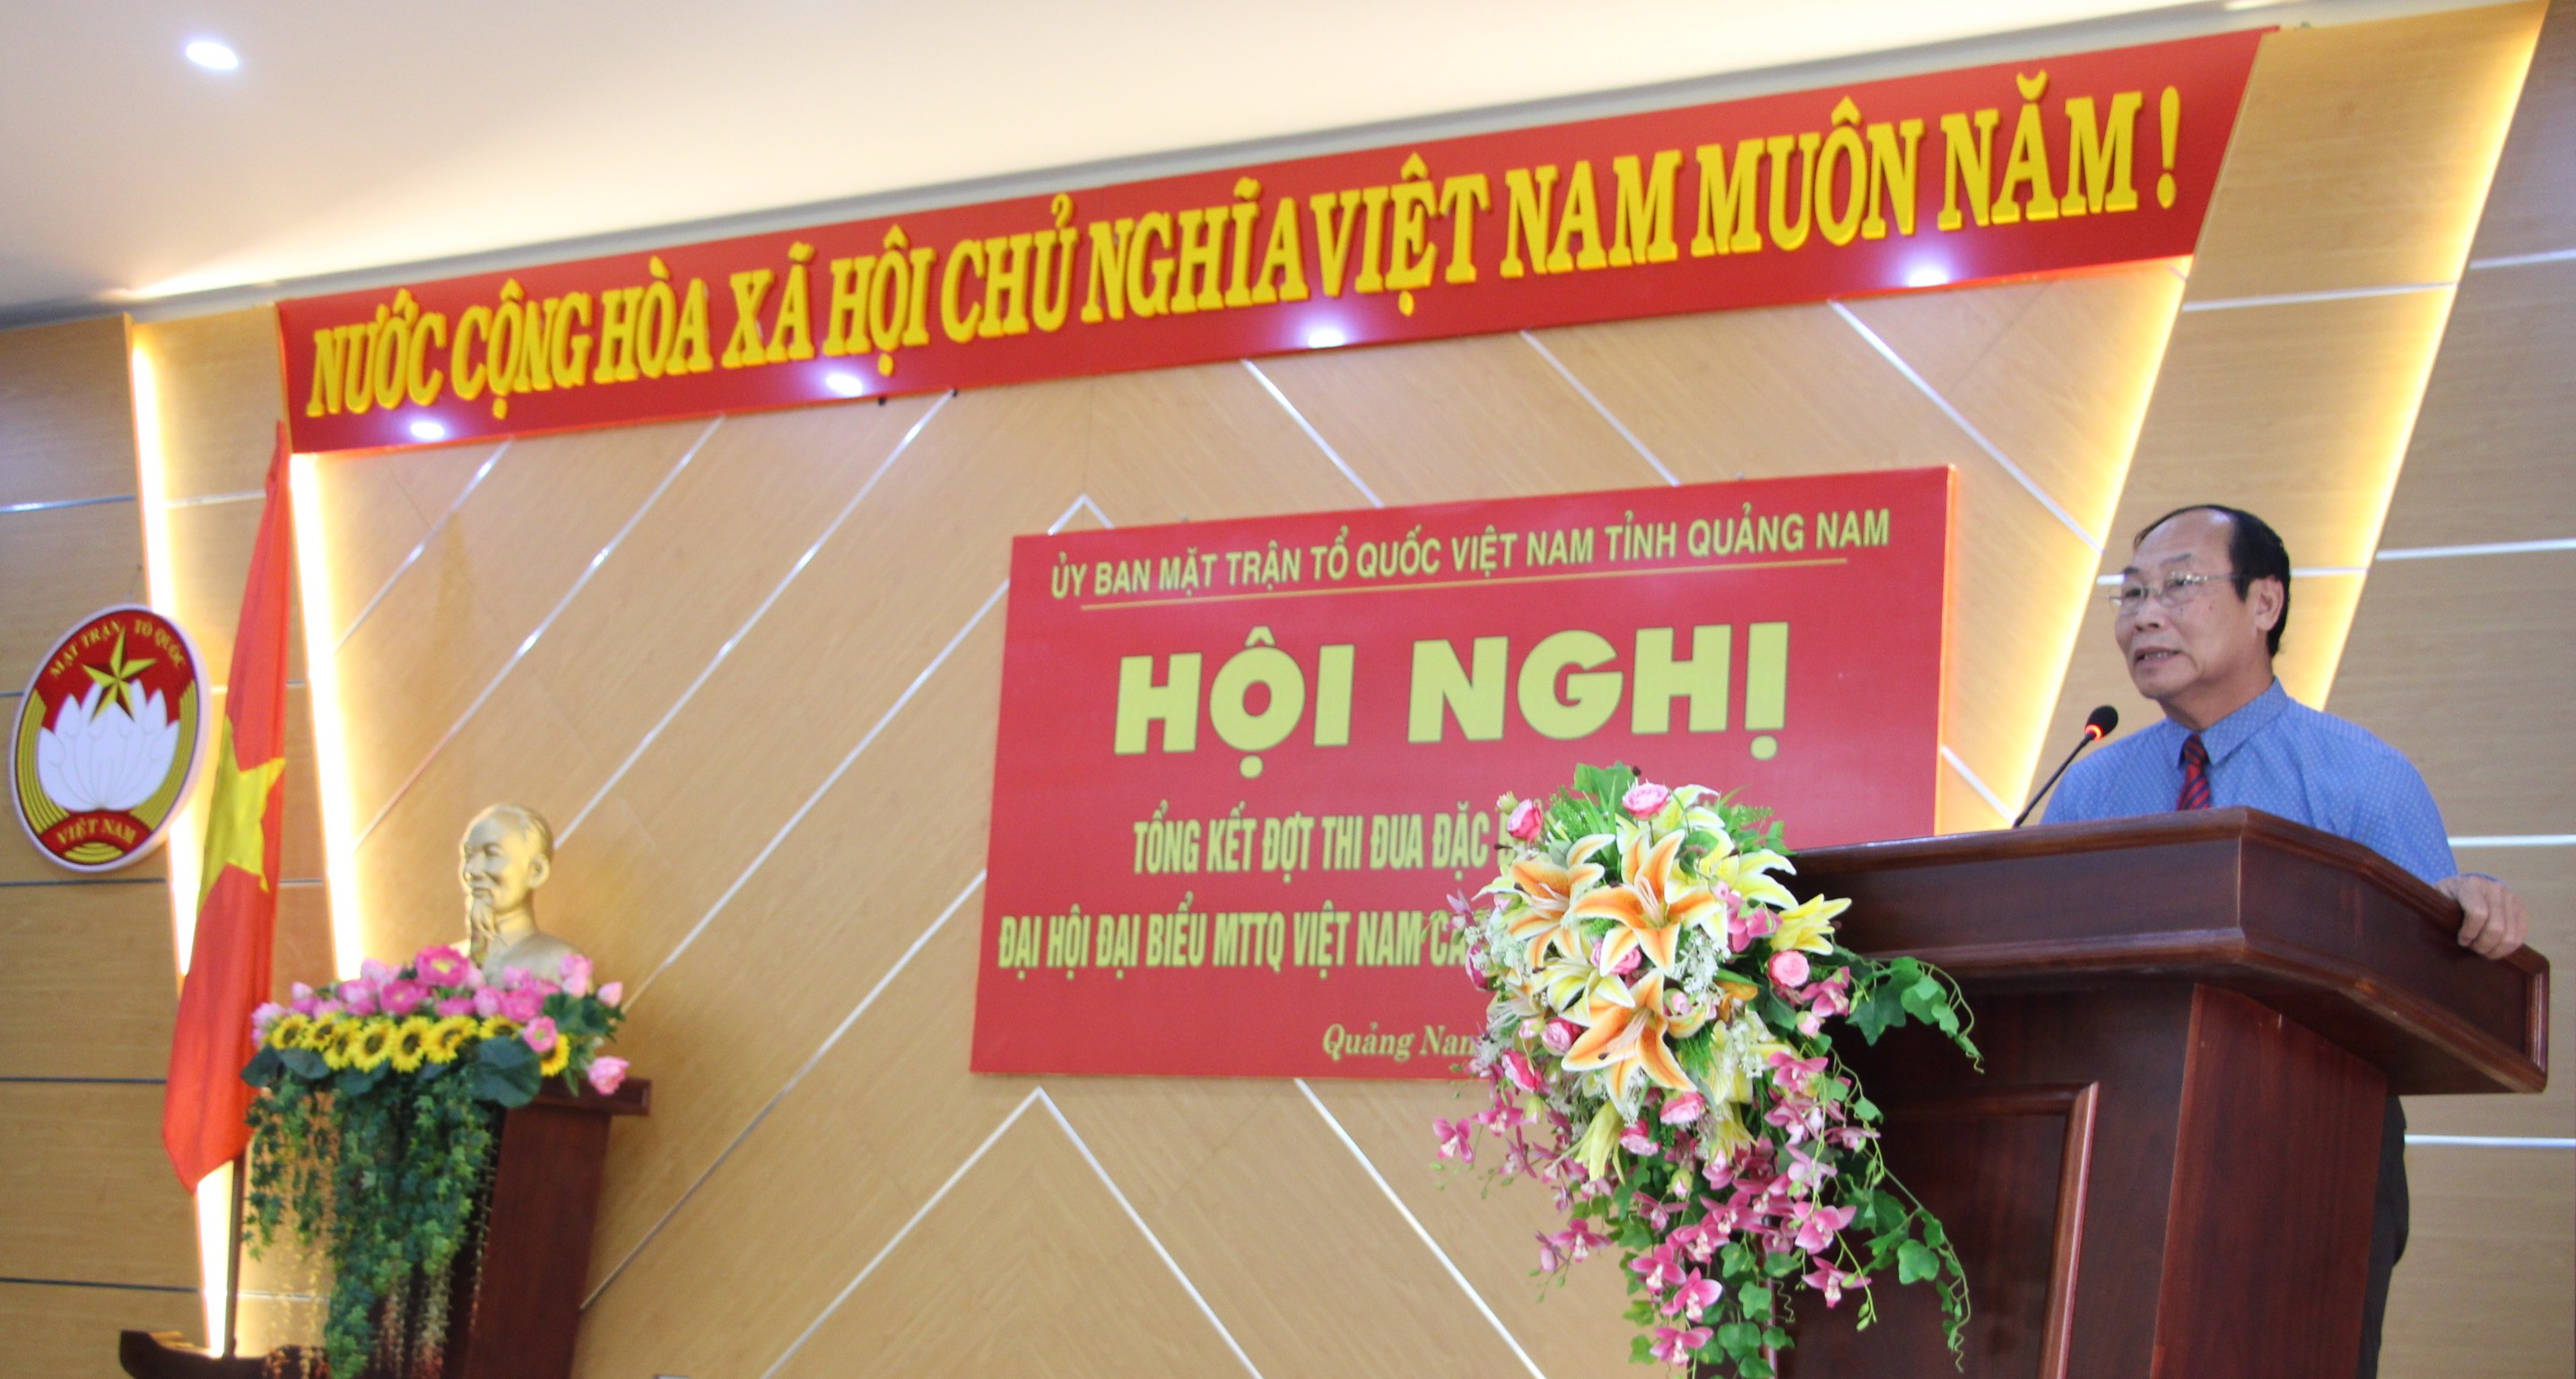 NƯỚC CỘNG HÒA XÃ HỘI CHỦ NGHĨA VIỆT NAM MUÔN NĂM !
ỦY BAN MẶT TRẬN TỔ QUỐC VIỆT NAM TỈNH QUẢNG NAM
HỘI NGHỊ
TỔNG KẾT ĐỢT THI ĐUA ĐẶC
ĐẠI HỘI ĐẠI BIỂU MTTQ VIỆT NAM
Quảng Nam
MẶT TRẬN TỔ QUỐC
VIỆT NAM